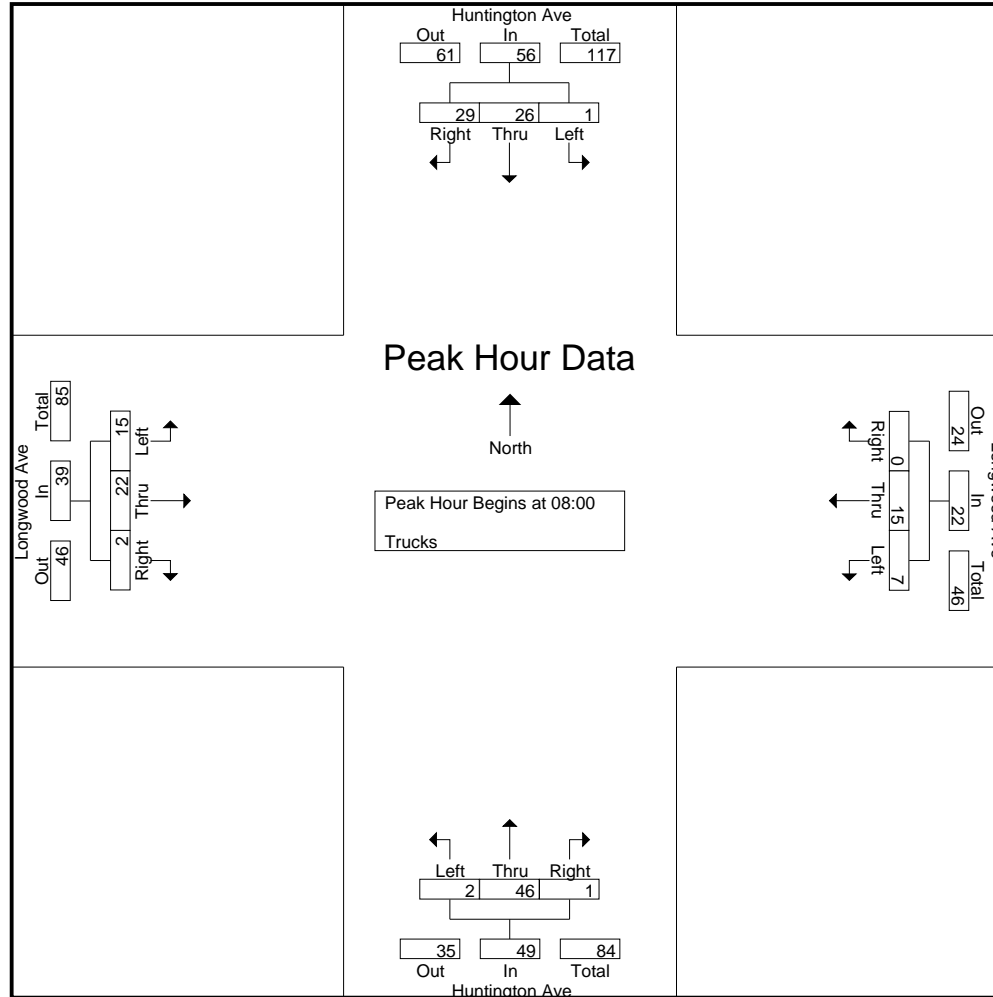 Huntington Ave
Out In Total
61 56 117
29 26 1
Right Thru Left
Peak Hour Data
North
Peak Hour Begins at 08:00
Trucks
Longwood Ave
Total In Out
85 39 46
15 22 2
Left Thru Right
Right Thru Left
0 15 7
Out In Total
24 22 46
Left Thru Right
2 46 1
35 49 84
Out In Total
Huntington Ave